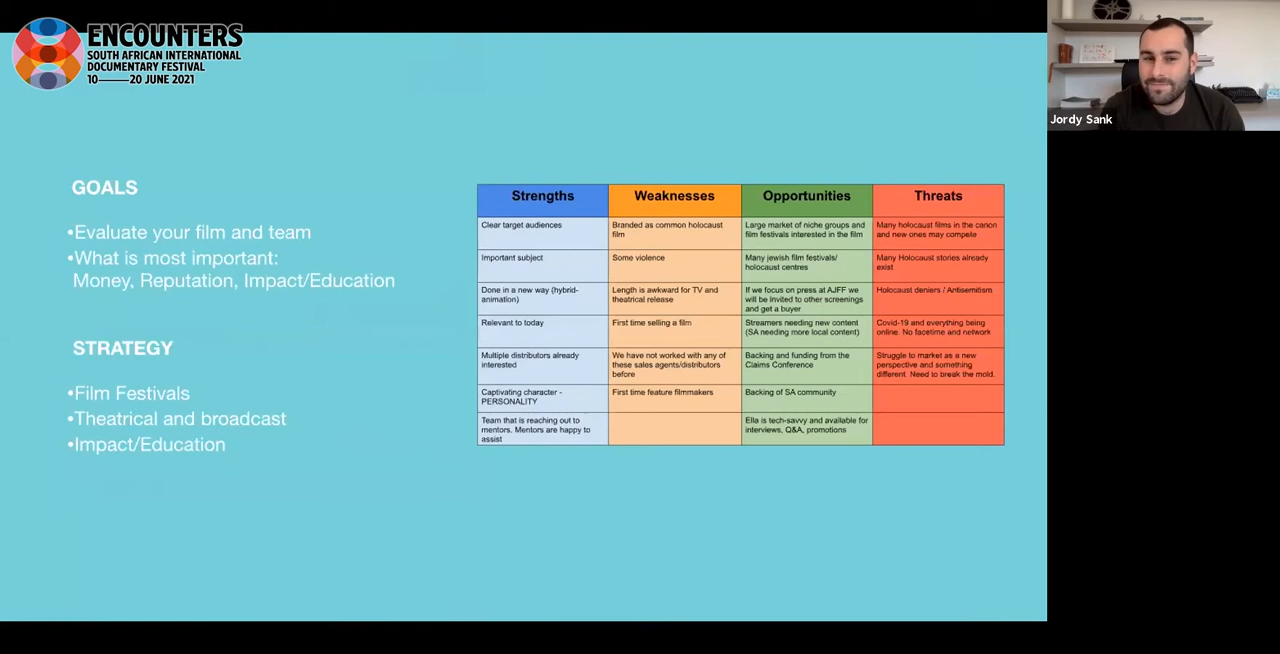 ENCOUNTERS
SOUTH AFRICAN INTERNATIONAL
DOCUMENTARY FESTIVAL
10——20 JUNE 2021
Jordy Sank
GOALS
•Evaluate your film and team
•What is most important:
Money, Reputation, Impact/Education
STRATEGY
•Film Festivals
•Theatrical and broadcast
•Impact/Education
Strengths
Weaknesses
Opportunities
Threats
Clear target audiences
Branded as common holocaust
film
Large market of niche groups and
film festivals interested in the film
Many holocaust films in the canon
and new ones may compete
Important subject
Some violence
Many jewish film festivals/
holocaust centres
Many Holocaust stories already
exist
Done in a new way (hybrid-
animation)
Length is awkward for TV and
theatrical release
If we focus on press at AJFF we
will be invited to other screenings
and get a buyer
Holocaust deniers / Antisemitism
Relevant to today
First time selling a film
Streamers needing new content
(SA needing more local content)
Covid-19 and everything being
online. No facetime and network
Multiple distributors already
interested
We have not worked with any of
these sales agents/distributors
before
Backing and funding from the
Claims Conference
Struggle to market as a new
perspective and something
different. Need to break the mold.
Captivating character -
PERSONALITY
First time feature filmmakers
Backing of SA community
Team that is reaching out to
mentors. Mentors are happy to
assist
Ella is tech-savvy and available for
interviews, Q&A, promotions